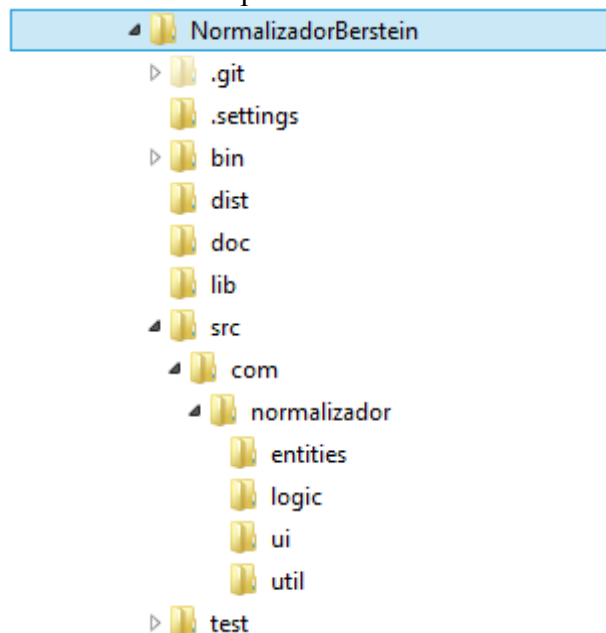 NormalizadorBerstein
.git
.settings
bin
dist
doc
lib
src
com
normalizador
entities
logic
ui
util
test